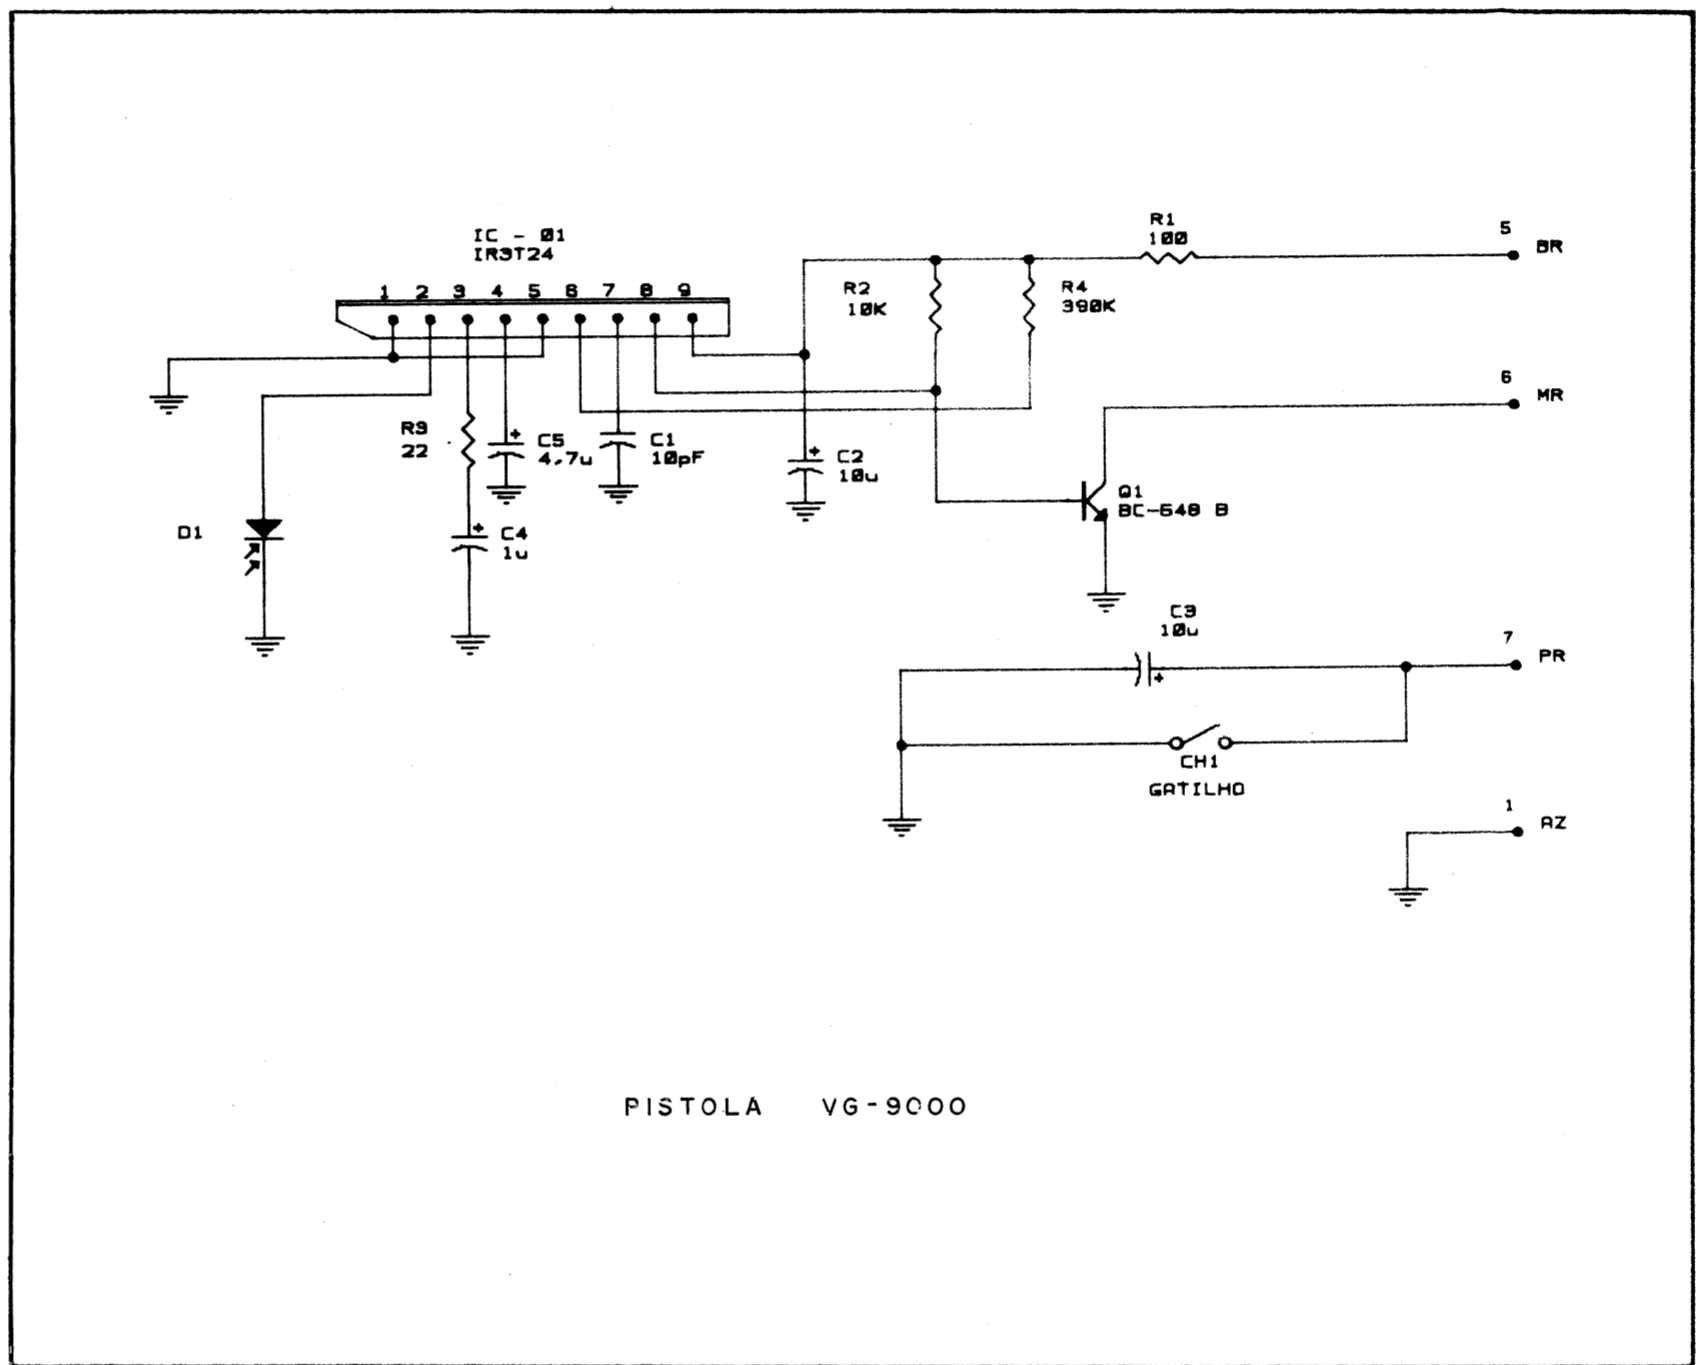 IC - 01
IR3T24
1 2 3 4 5 6 7 8 9
R1
100
5
BR
R2
10K
R4
390K
6
MR
R3
22
C5
4.7u
C1
10pF
C2
10u
Q1
BC-548 B
D1
C4
1u
C3
10u
7
PR
CH1
GATILHO
1
AZ
PISTOLA VG-9000